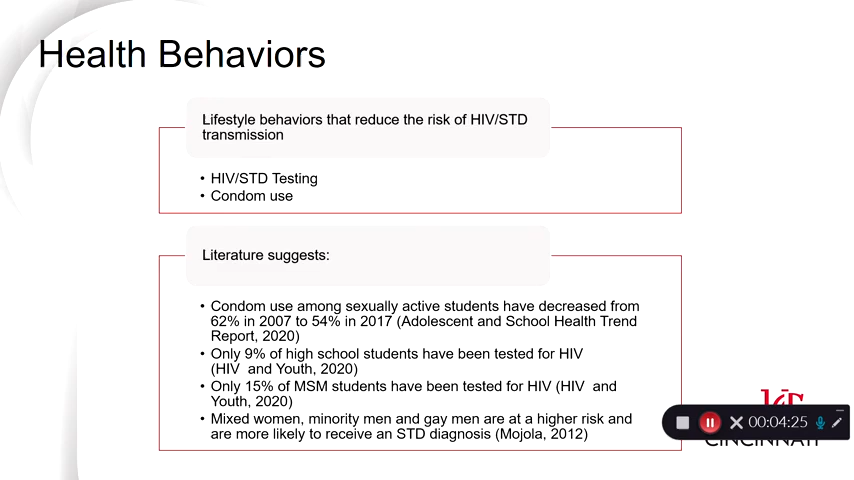 Health Behaviors
Lifestyle behaviors that reduce the risk of HIV/STD
transmission
• HIV/STD Testing
• Condom use
Literature suggests:
• Condom use among sexually active students have decreased from
62% in 2007 to 54% in 2017 (Adolescent and School Health Trend
Report, 2020)
• Only 9% of high school students have been tested for HIV
(HIV and Youth, 2020)
• Only 15% of MSM students have been tested for HIV (HIV and
Youth, 2020)
• Mixed women, minority men and gay men are at a higher risk and
are more likely to receive an STD diagnosis (Mojola, 2012)
00:04:25
CINCINNATI